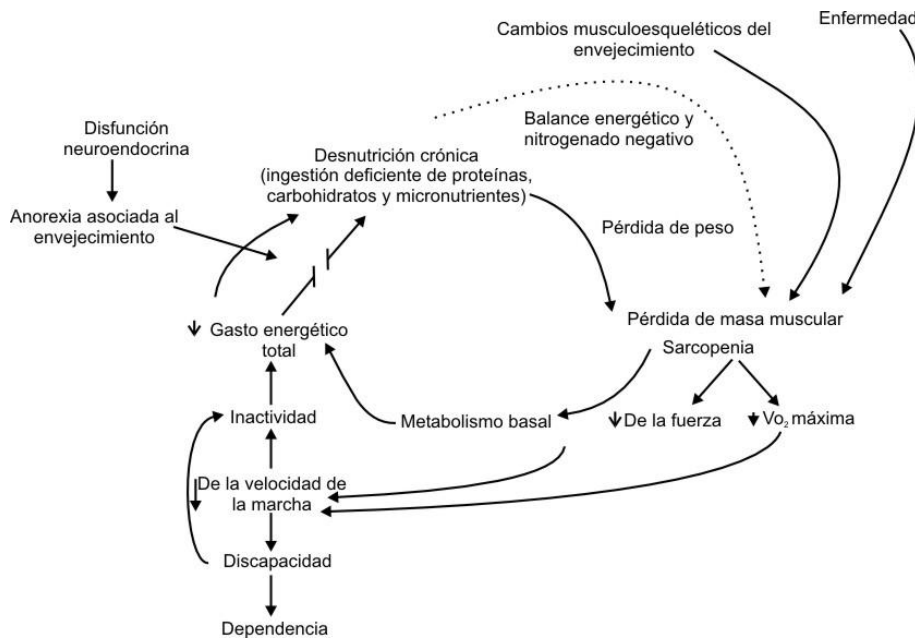 Enfermedad
Cambios musculoesqueléticos del
envejecimiento
Balance energético y
nitrogenado negativo
Disfunción
neuroendocrina
Desnutrición crónica
(ingestión deficiente de proteínas,
carbohidratos y micronutrientes)
Anorexia asociada al
envejecimiento
Pérdida de peso
↓ Gasto energético
total
Pérdida de masa muscular
Sarcopenia
Inactividad
Metabolismo basal
↓ De la fuerza
↓ Vo₂ máxima
↓ De la velocidad de
la marcha
Discapacidad
Dependencia